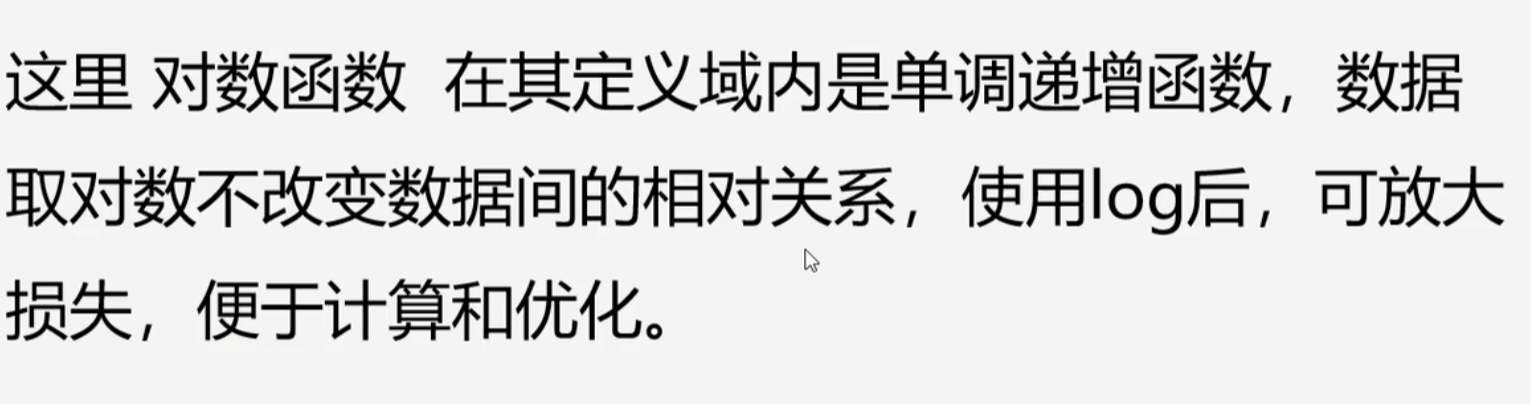 这里 对数函数 在其定义域内是单调递增函数，数据
取对数不改变数据间的相对关系，使用log后，可放大
损失，便于计算和优化。